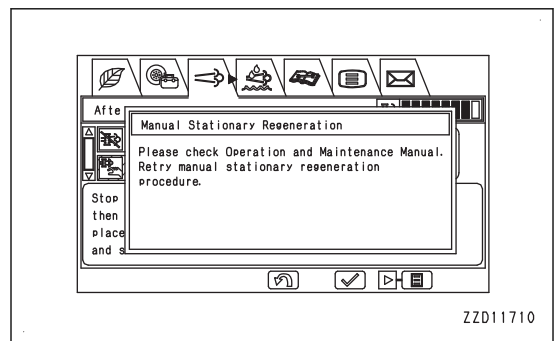 Afte
Manual Stationary Regeneration
Please check Operation and Maintenance Manual.
Retry manual stationary regeneration
procedure.
Stop
then
place
and s
ZZD11710